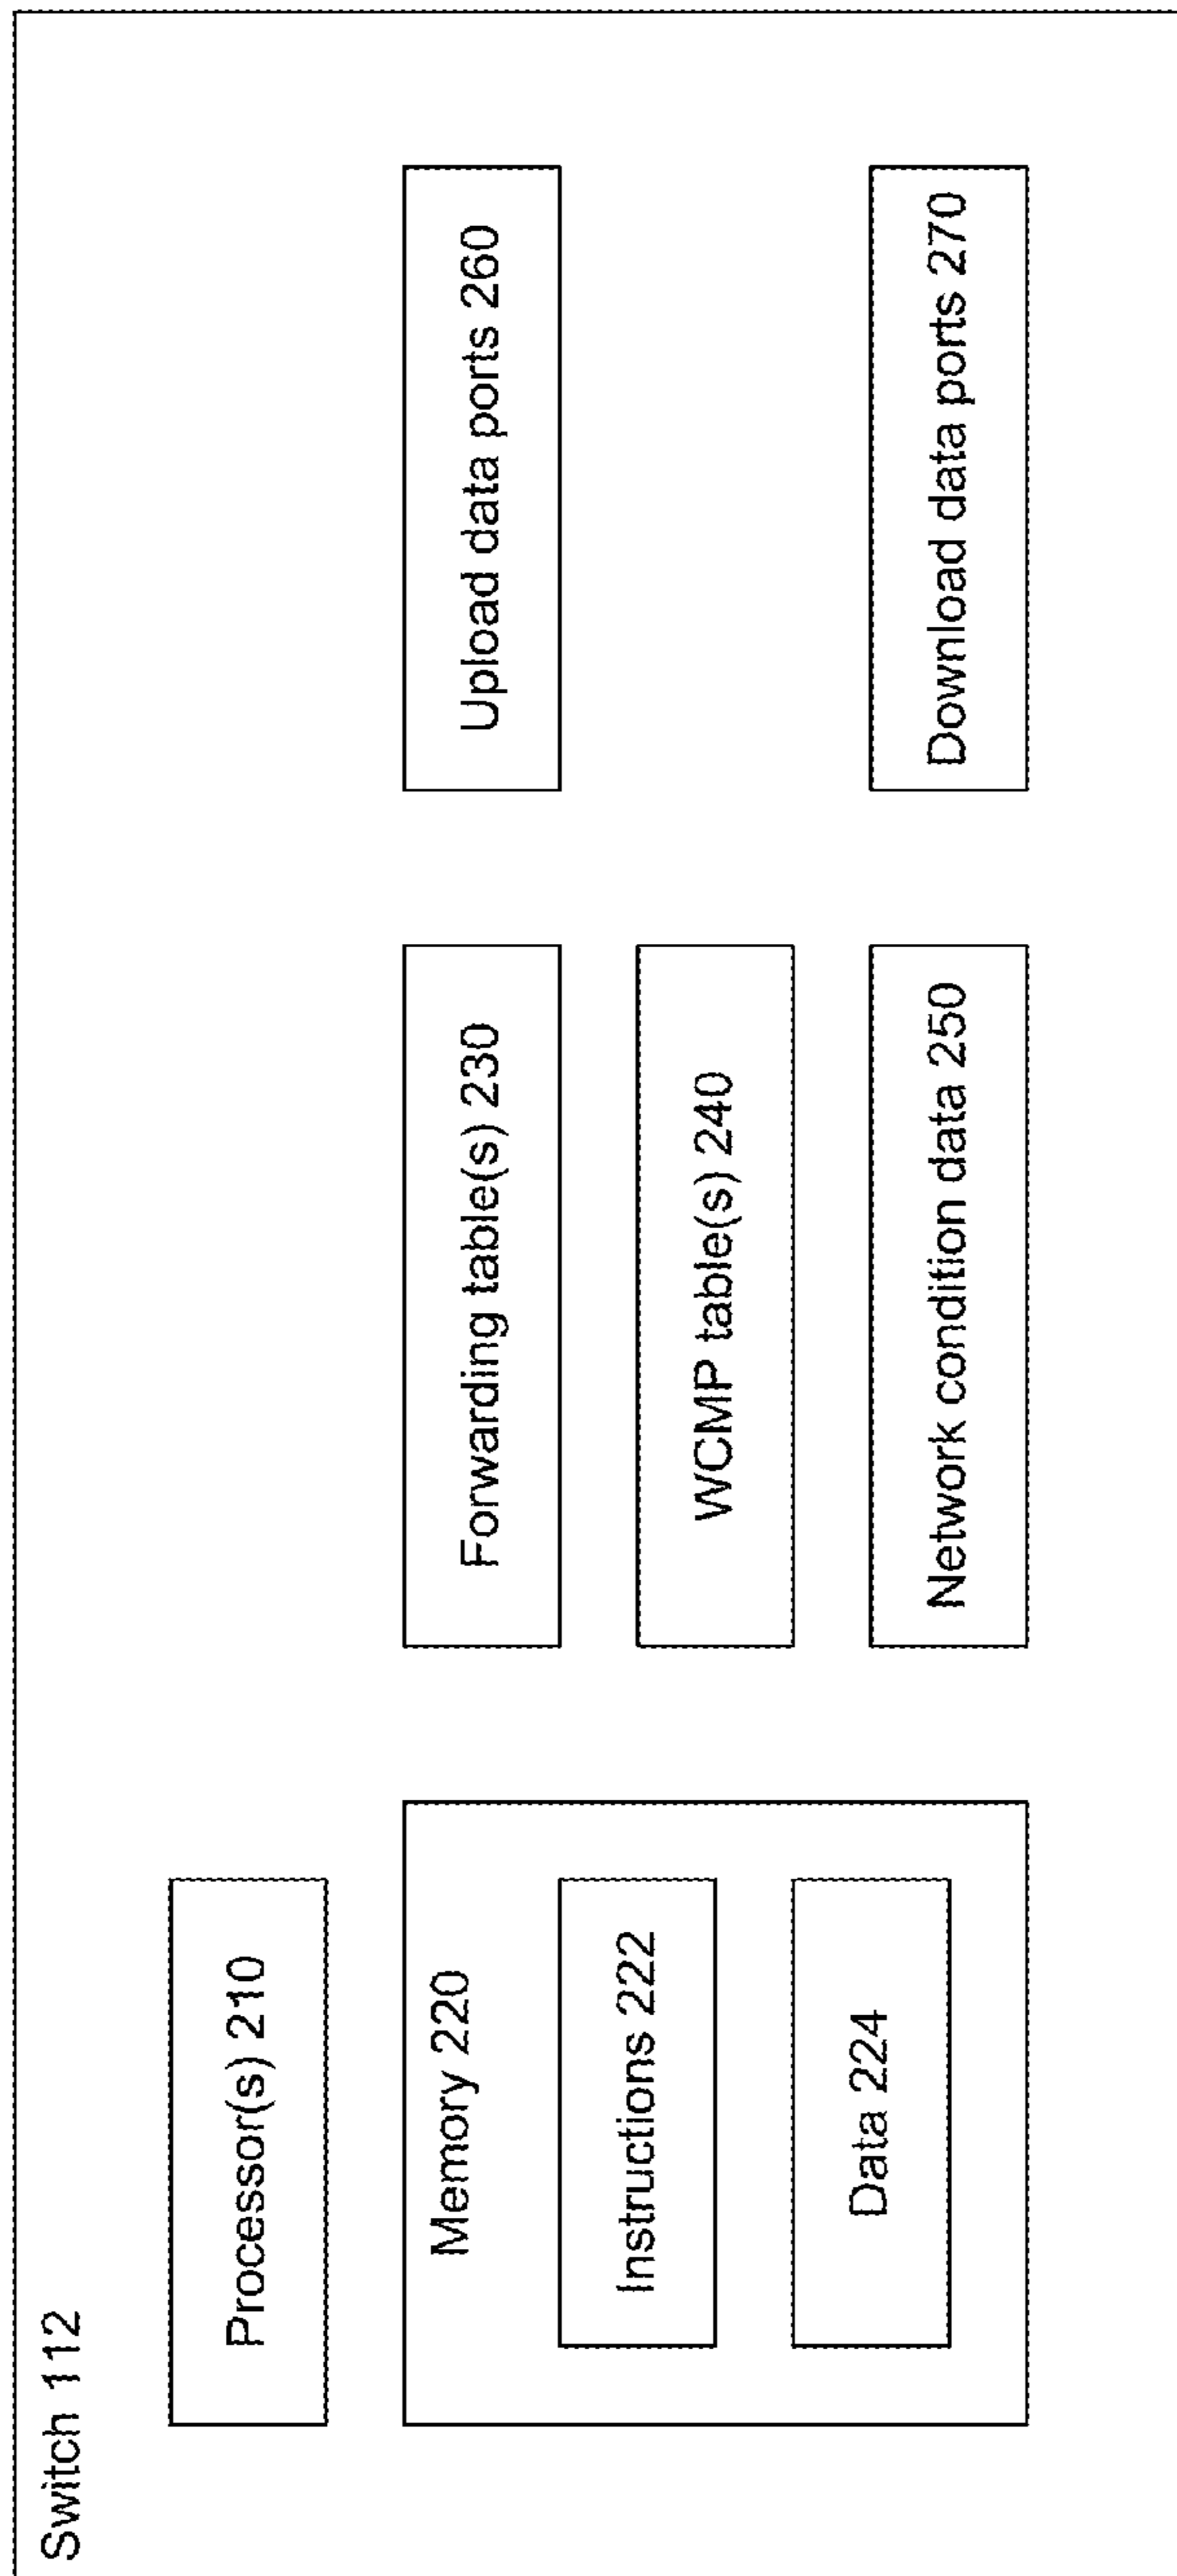 Switch 112
Processor(s) 210
Memory 220
Instructions 222
Data 224
Forwarding table(s) 230
WCMP table(s) 240
Network condition data 250
Upload data ports 260
Download data ports 270